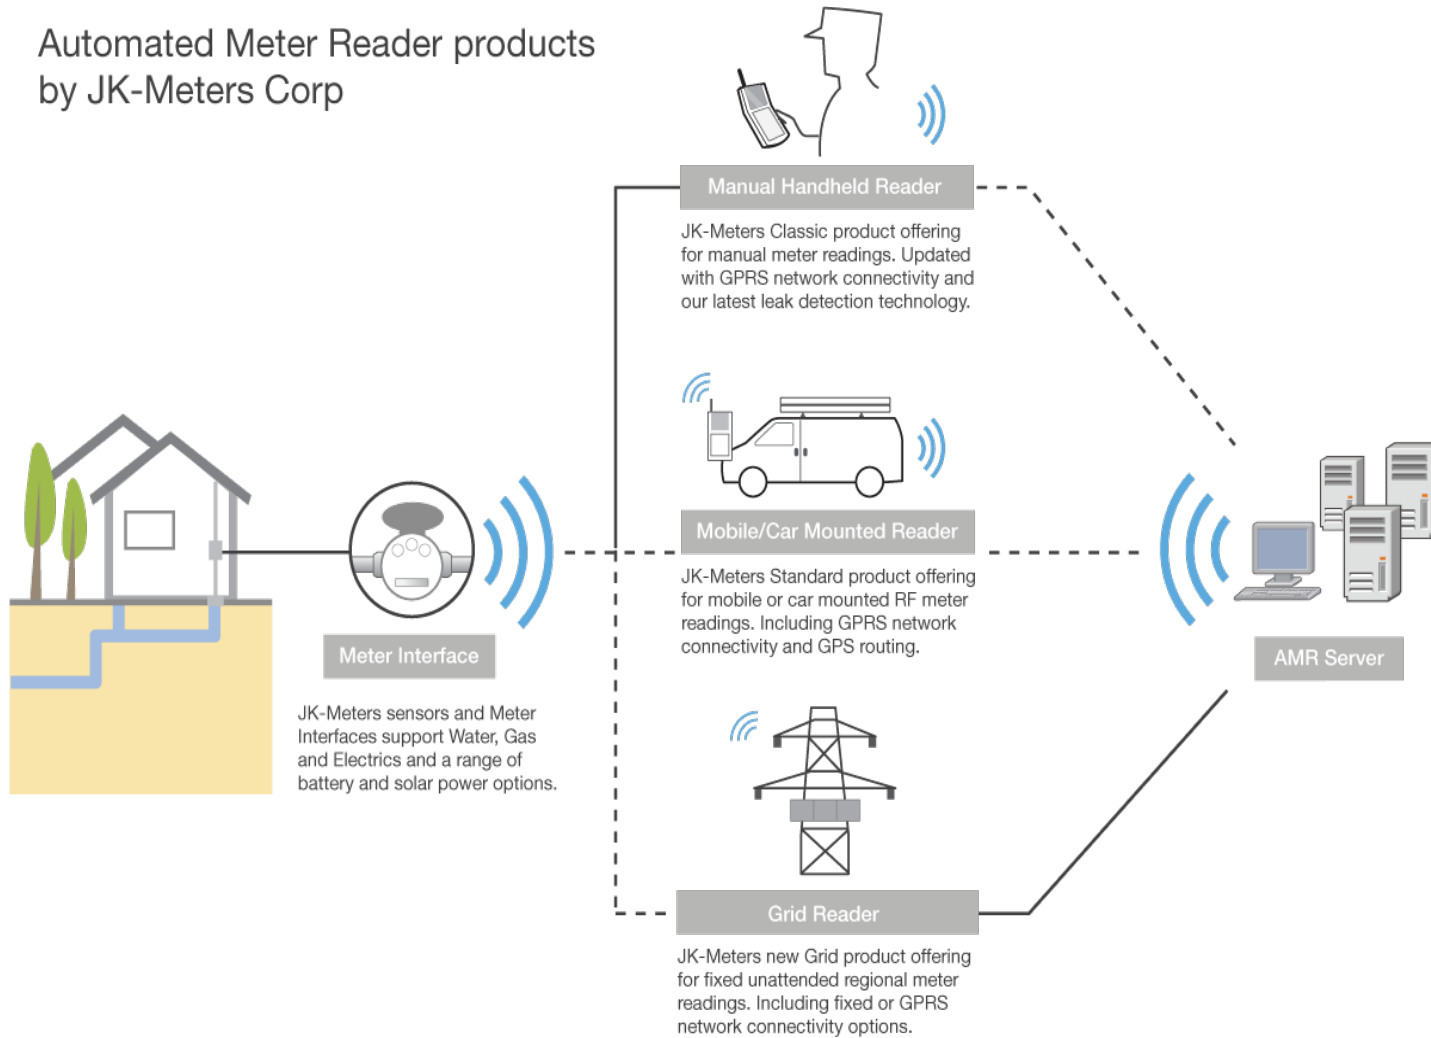 Automated Meter Reader products
by JK-Meters Corp
Manual Handheld Reader
JK-Meters Classic product offering
for manual meter readings. Updated
with GPRS network connectivity and
our latest leak detection technology.
Mobile/Car Mounted Reader
JK-Meters Standard product offering
for mobile or car mounted RF meter
readings. Including GPRS network
connectivity and GPS routing.
Meter Interface
JK-Meters sensors and Meter
Interfaces support Water, Gas
and Electrics and a range of
battery and solar power options.
AMR Server
Grid Reader
JK-Meters new Grid product offering
for fixed unattended regional meter
readings. Including fixed or GPRS
network connectivity options.